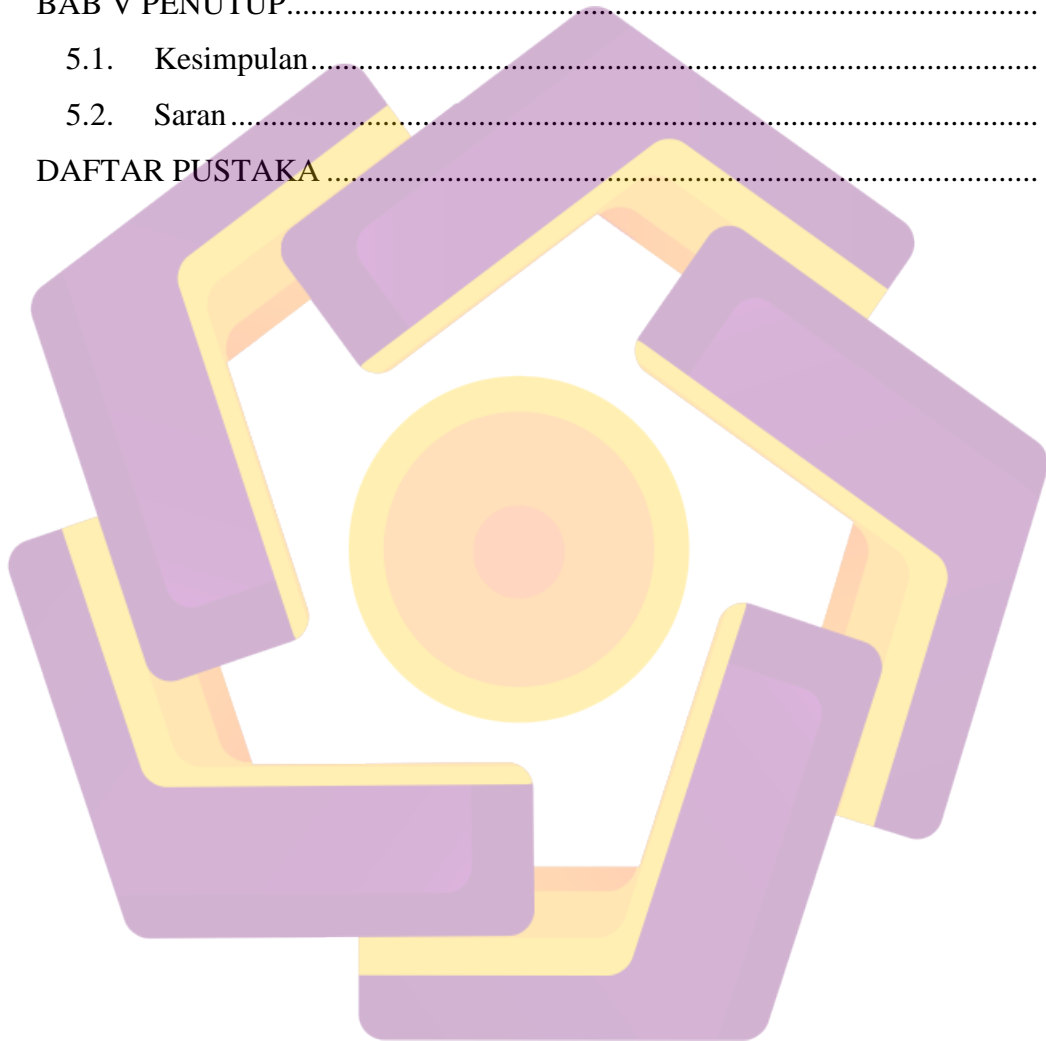 BAB V PENUTUP..........................................................................................
5.1. Kesimpulan..........................................................................................
5.2. Saran..........................................................................................
DAFTAR PUSTAKA..........................................................................................